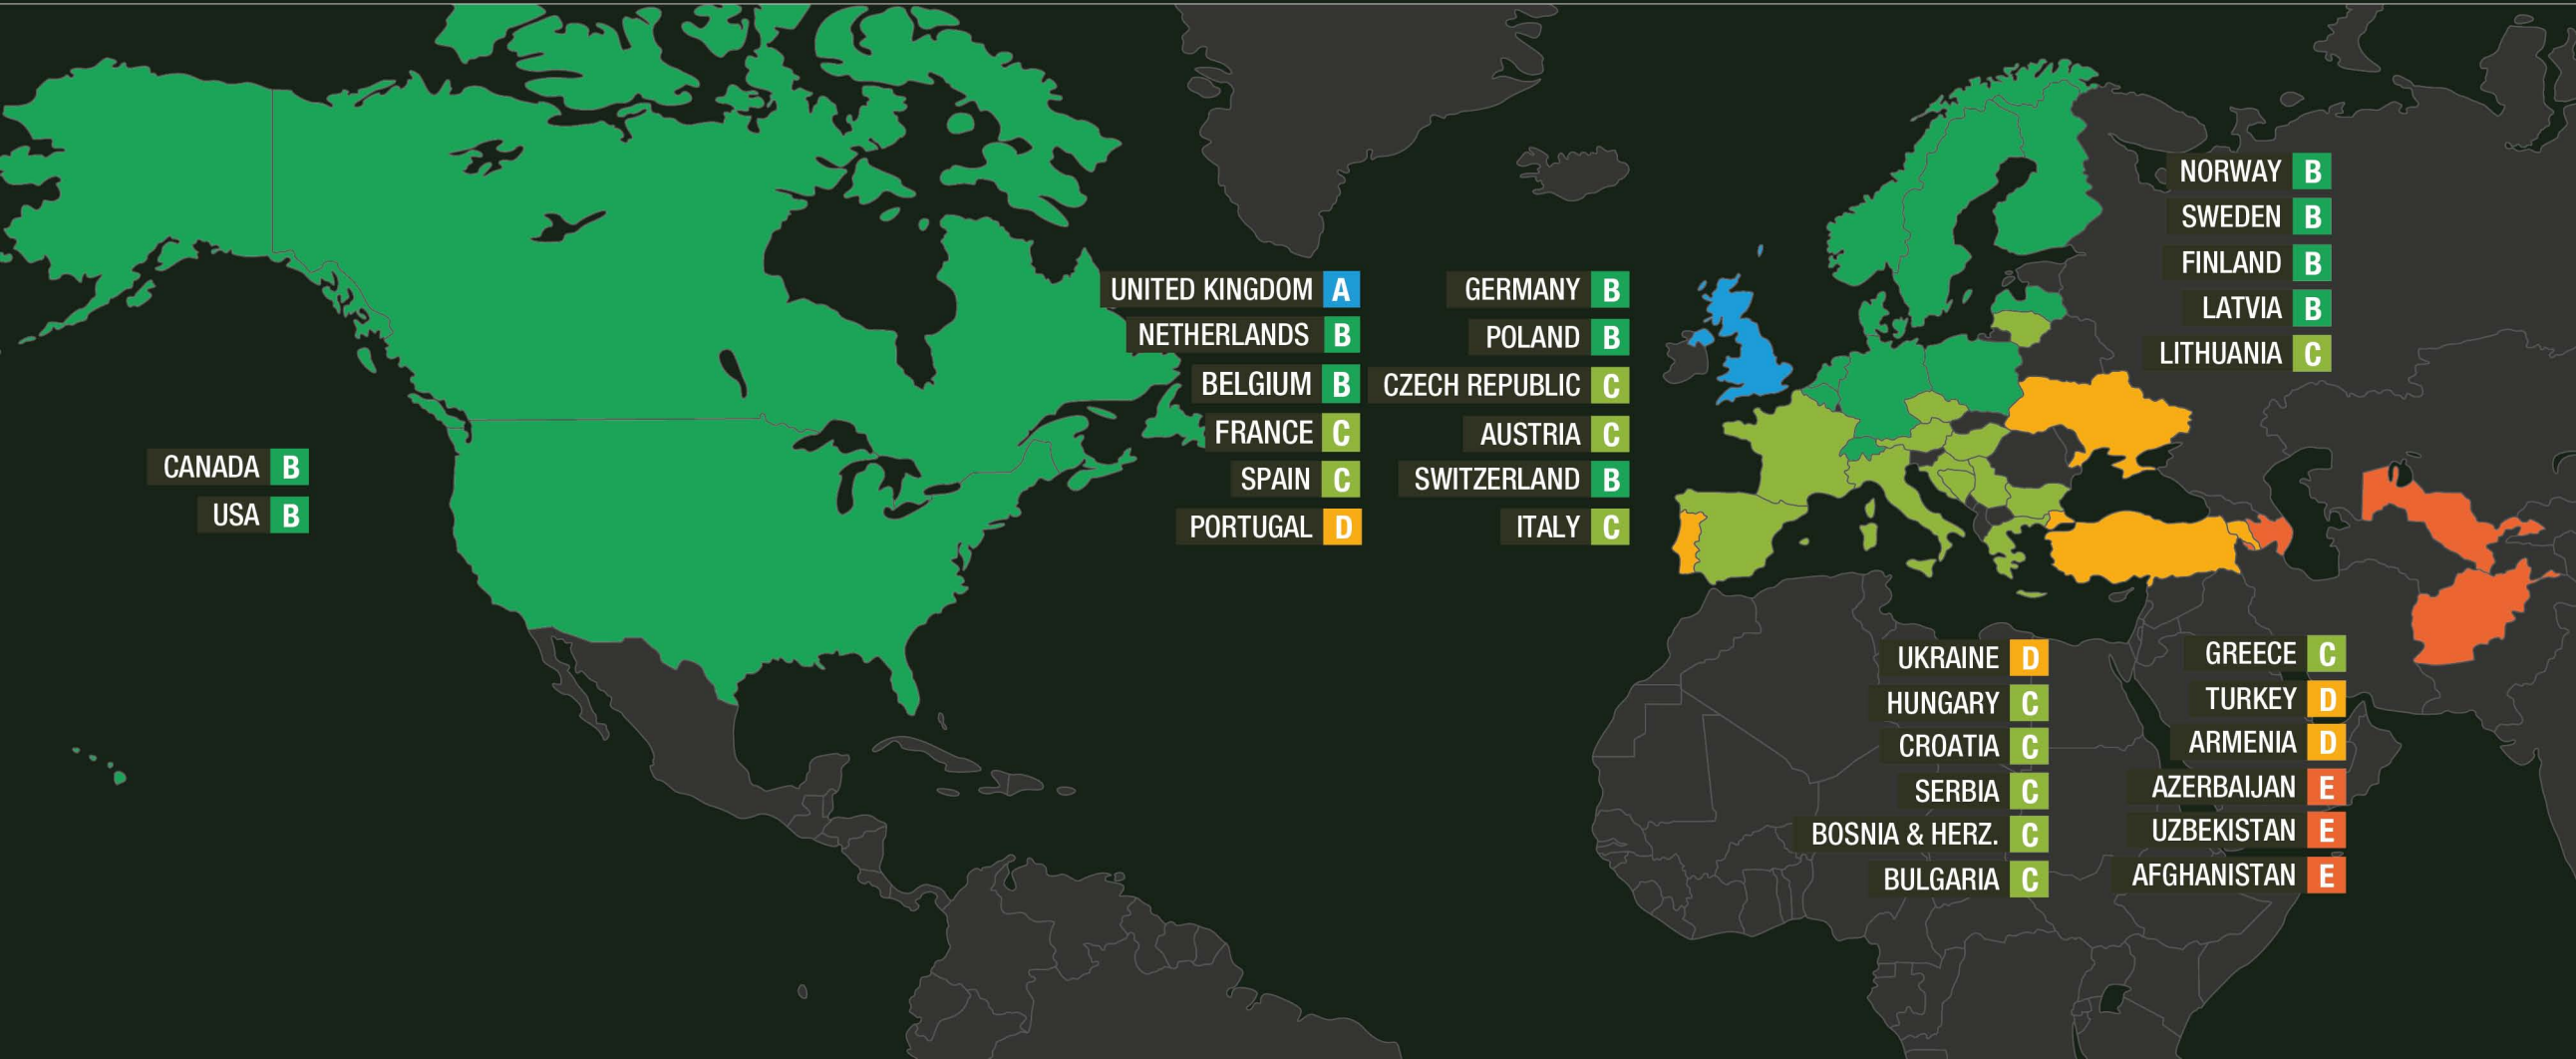 CANADA B
USA B
UNITED KINGDOM A
NETHERLANDS B
BELGIUM B
FRANCE C
SPAIN C
PORTUGAL D
GERMANY B
POLAND B
CZECH REPUBLIC C
AUSTRIA C
SWITZERLAND B
ITALY C
NORWAY B
SWEDEN B
FINLAND B
LATVIA B
LITHUANIA C
UKRAINE D
HUNGARY C
CROATIA C
SERBIA C
BOSNIA & HERZ. C
BULGARIA C
GREECE C
TURKEY D
ARMENIA D
AZERBAIJAN E
UZBEKISTAN E
AFGHANISTAN E